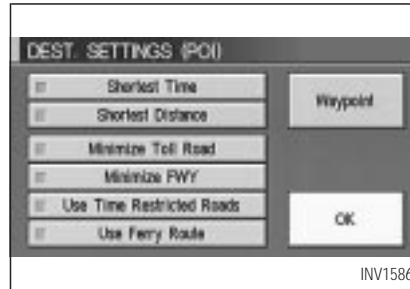 DEST. SETTINGS (POI)
Shortest Time
Shortest Distance
Waypoint
Minimize Toll Road
Minimize FWY
Use Time Restricted Roads
Use Ferry Route
OK
INV1586